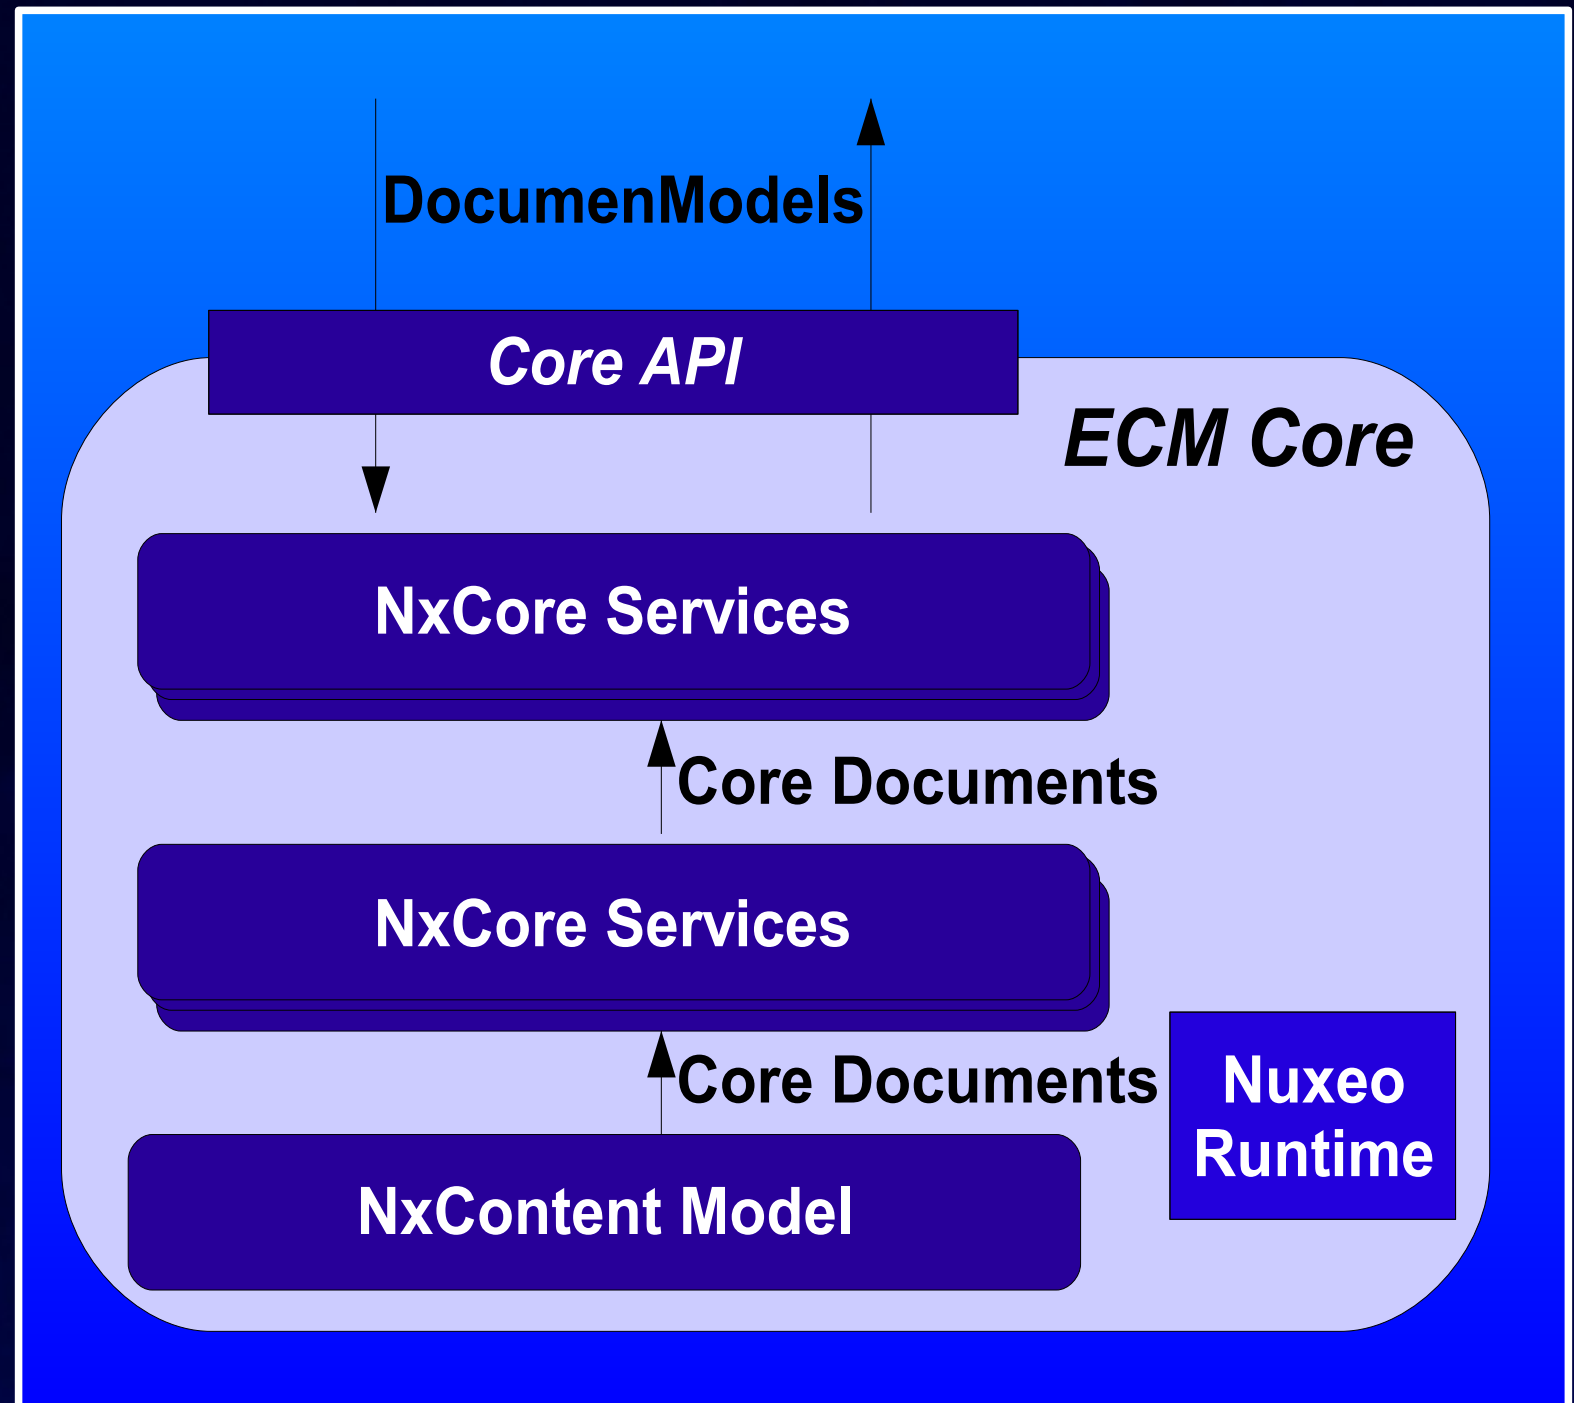 DocumenModels
Core API
ECM Core
NxCore Services
Core Documents
NxCore Services
Core Documents
Nuxeo
Runtime
NxContent Model